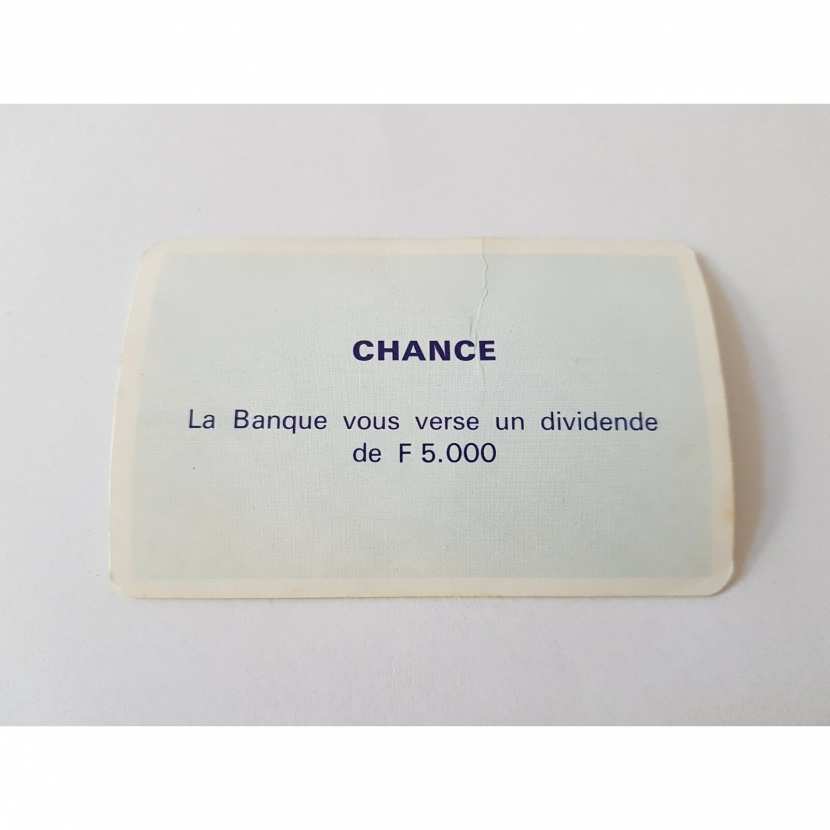 CHANCE
La Banque vous verse un dividende
de F 5.000